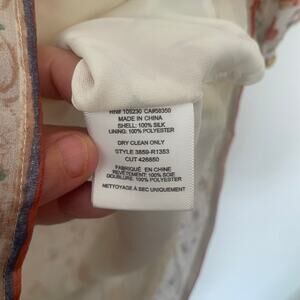 RN# 105230 CA#58350
MADE IN CHINA
SHELL: 100% SILK
LINING: 100% POLYESTER
DRY CLEAN ONLY
STYLE 3859-R1353
CUT 426850
FABRIQUÉ EN CHINE
REVÊTEMENT: 100% SOIE
DOUBLURE: 100% POLYESTER
NETTOYAGE À SEC UNIQUEMENT